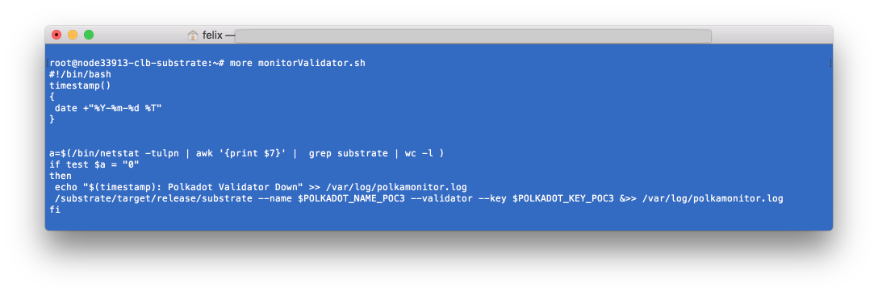 felix —
root@node33913-clb-substrate:~# more monitorValidator.sh
#!/bin/bash
timestamp()
{
 date +"%Y-%m-%d %T"
}
a=$(/bin/netstat -tulpn | awk '{print $7}' |  grep substrate | wc -l )
if test $a = "0"
then
 echo "$(timestamp): Polkadot Validator Down" >> /var/log/polkamonitor.log
 /substrate/target/release/substrate --name $POLKADOT_NAME_POC3 --validator --key $POLKADOT_KEY_POC3 &>> /var/log/polkamonitor.log
fi